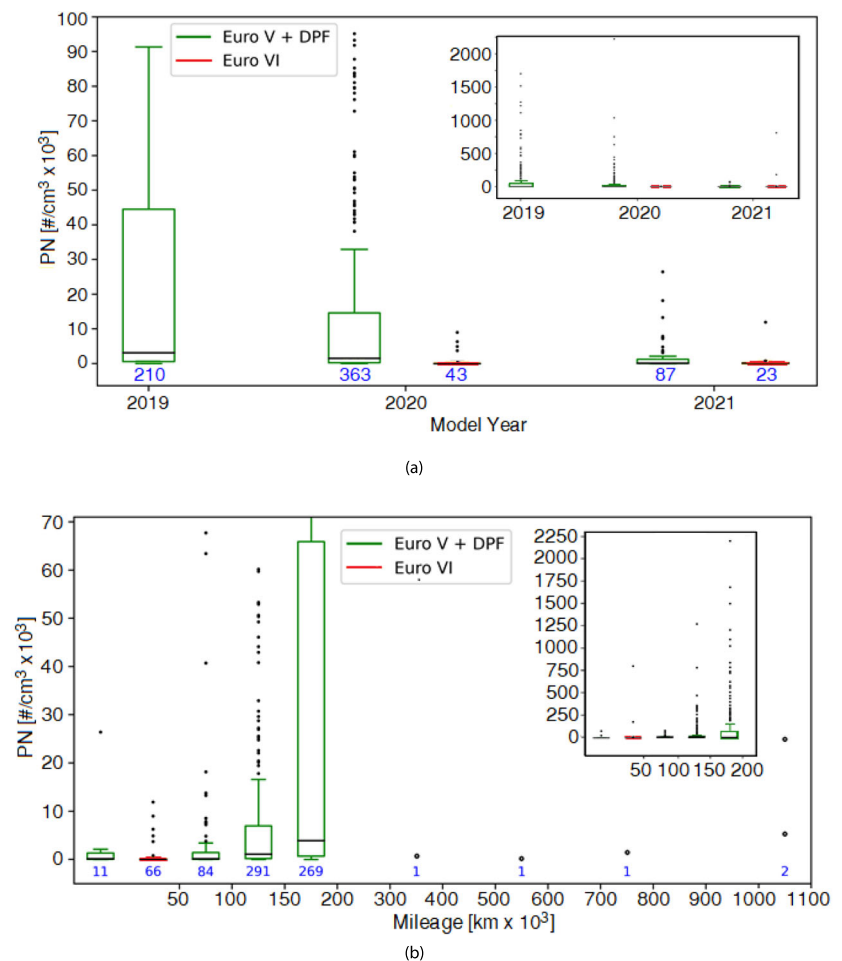 100
90
80
70
60
50
40
30
20
10
0
PN [#/cm³ x10³]
Euro V + DPF
Euro VI
2000
1500
1000
500
0
2019 2020 2021
210 363 43 87 23
2019 2020 2021
Model Year
(a)
70
60
50
40
30
20
10
0
PN [#/cm³ x10³]
Euro V + DPF
Euro VI
2250
2000
1750
1500
1250
1000
750
500
250
0
50 100 150 200
11 66 84 291 269 1 1 1 2
50 100 150 200 300 400 500 600 700 800 900 1000 1100
Mileage [km x 10³]
(b)